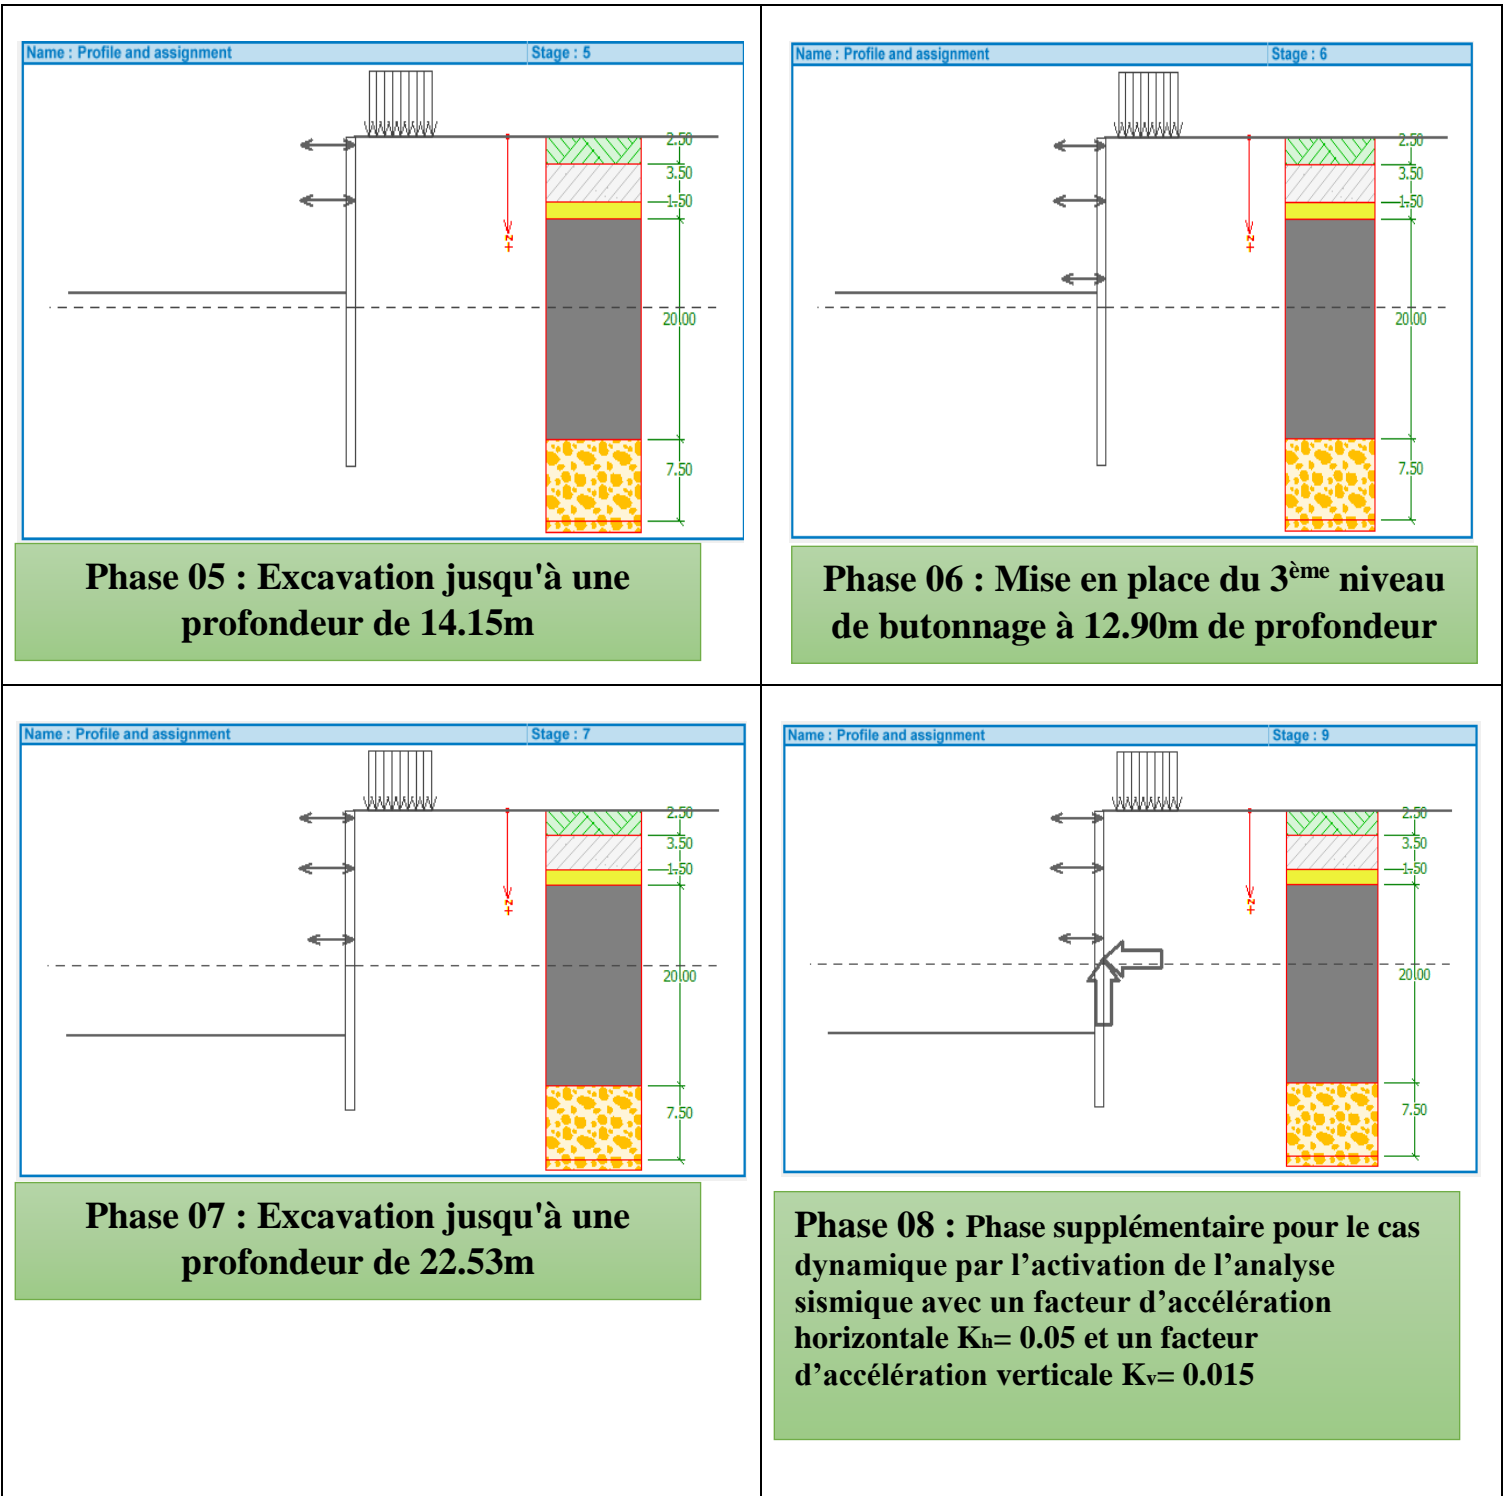 Name : Profile and assignment Stage : 5
2.50
3.50
1.50
+z
20.00
7.50
Phase 05 : Excavation jusqu'à une
profondeur de 14.15m
Name : Profile and assignment Stage : 6
2.50
3.50
1.50
+z
20.00
7.50
Phase 06 : Mise en place du 3ème niveau
de butonnage à 12.90m de profondeur
Name : Profile and assignment Stage : 7
2.50
3.50
1.50
+z
20.00
7.50
Phase 07 : Excavation jusqu'à une
profondeur de 22.53m
Name : Profile and assignment Stage : 9
2.50
3.50
1.50
+z
20.00
7.50
Phase 08 : Phase supplémentaire pour le cas
dynamique par l’activation de l’analyse
sismique avec un facteur d’accélération
horizontale Kh= 0.05 et un facteur
d’accélération verticale Kv= 0.015